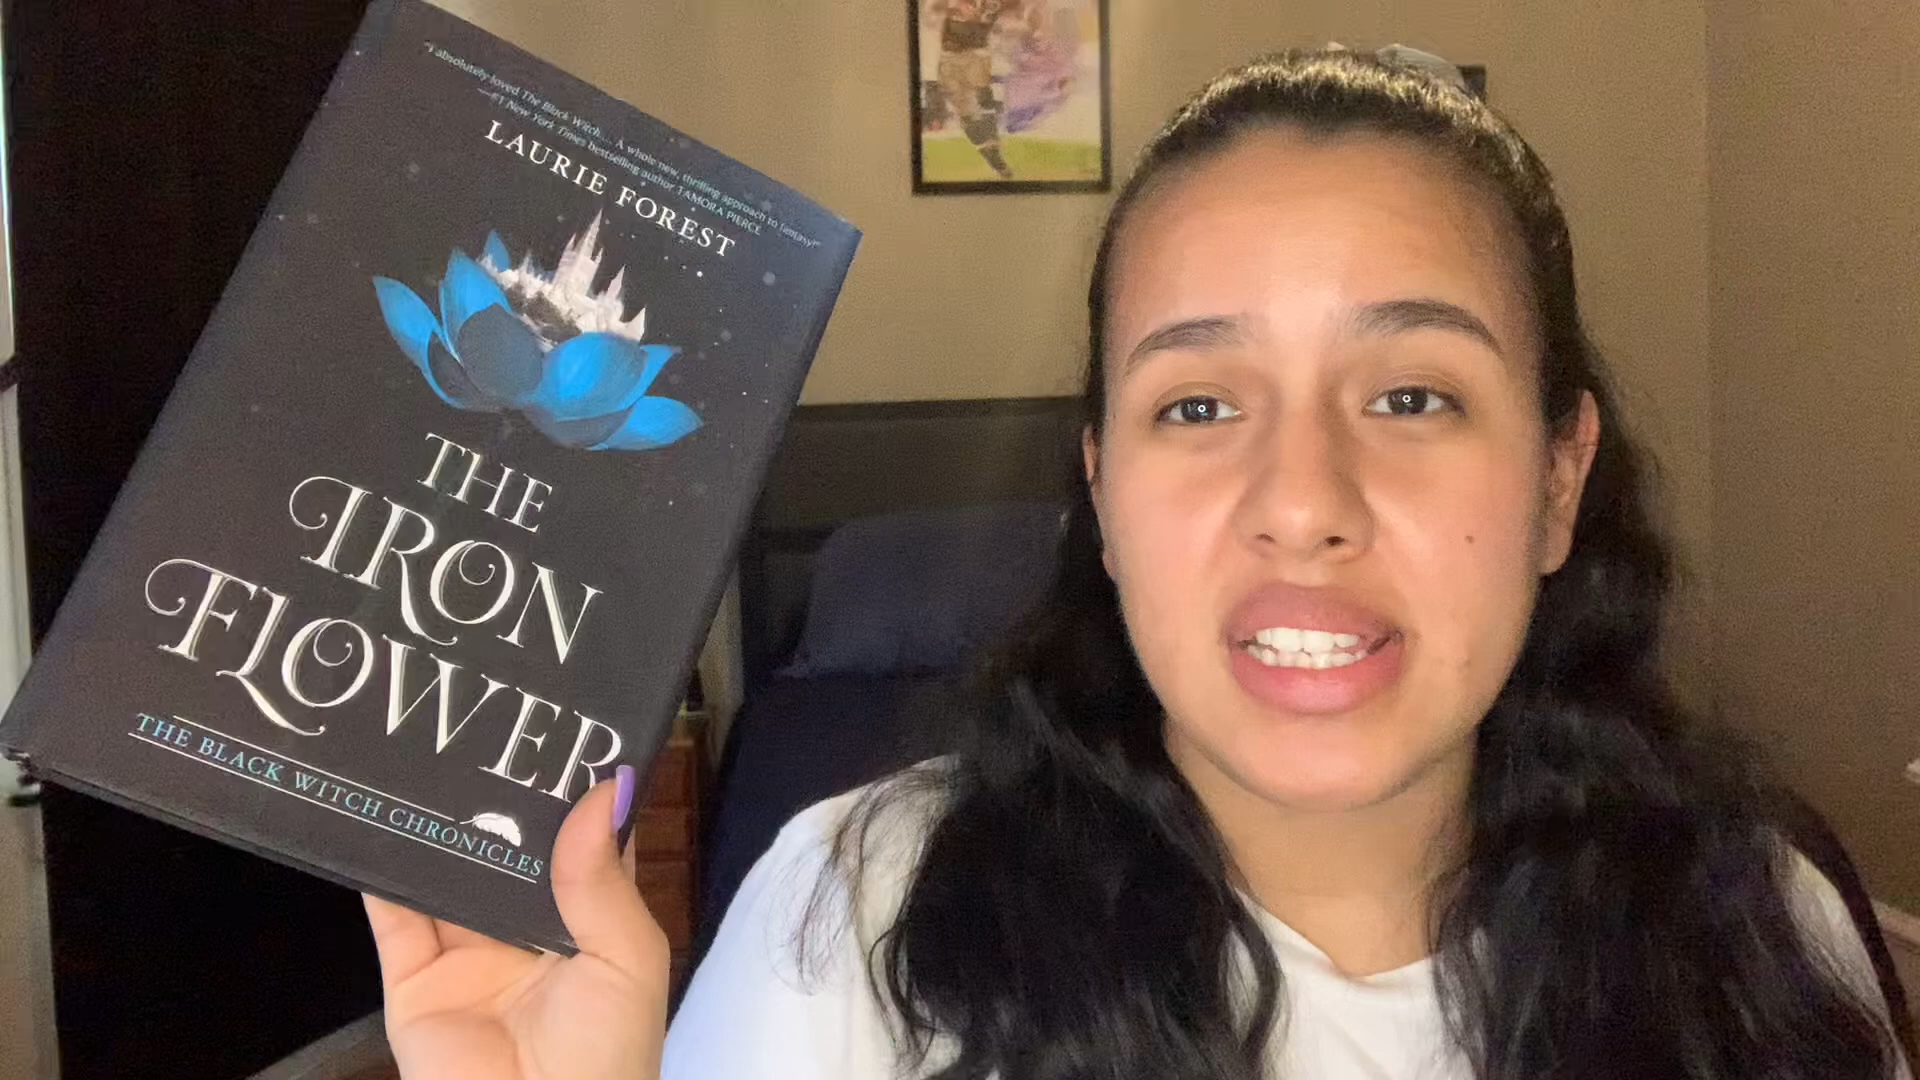 "I absolutely loved The Black Witch.... A whole new, thrilling approach to fantasy!"
—#1 New York Times bestselling author TAMORA PIERCE
LAURIE FOREST
THE
IRON
FLOWER
THE BLACK WITCH CHRONICLES